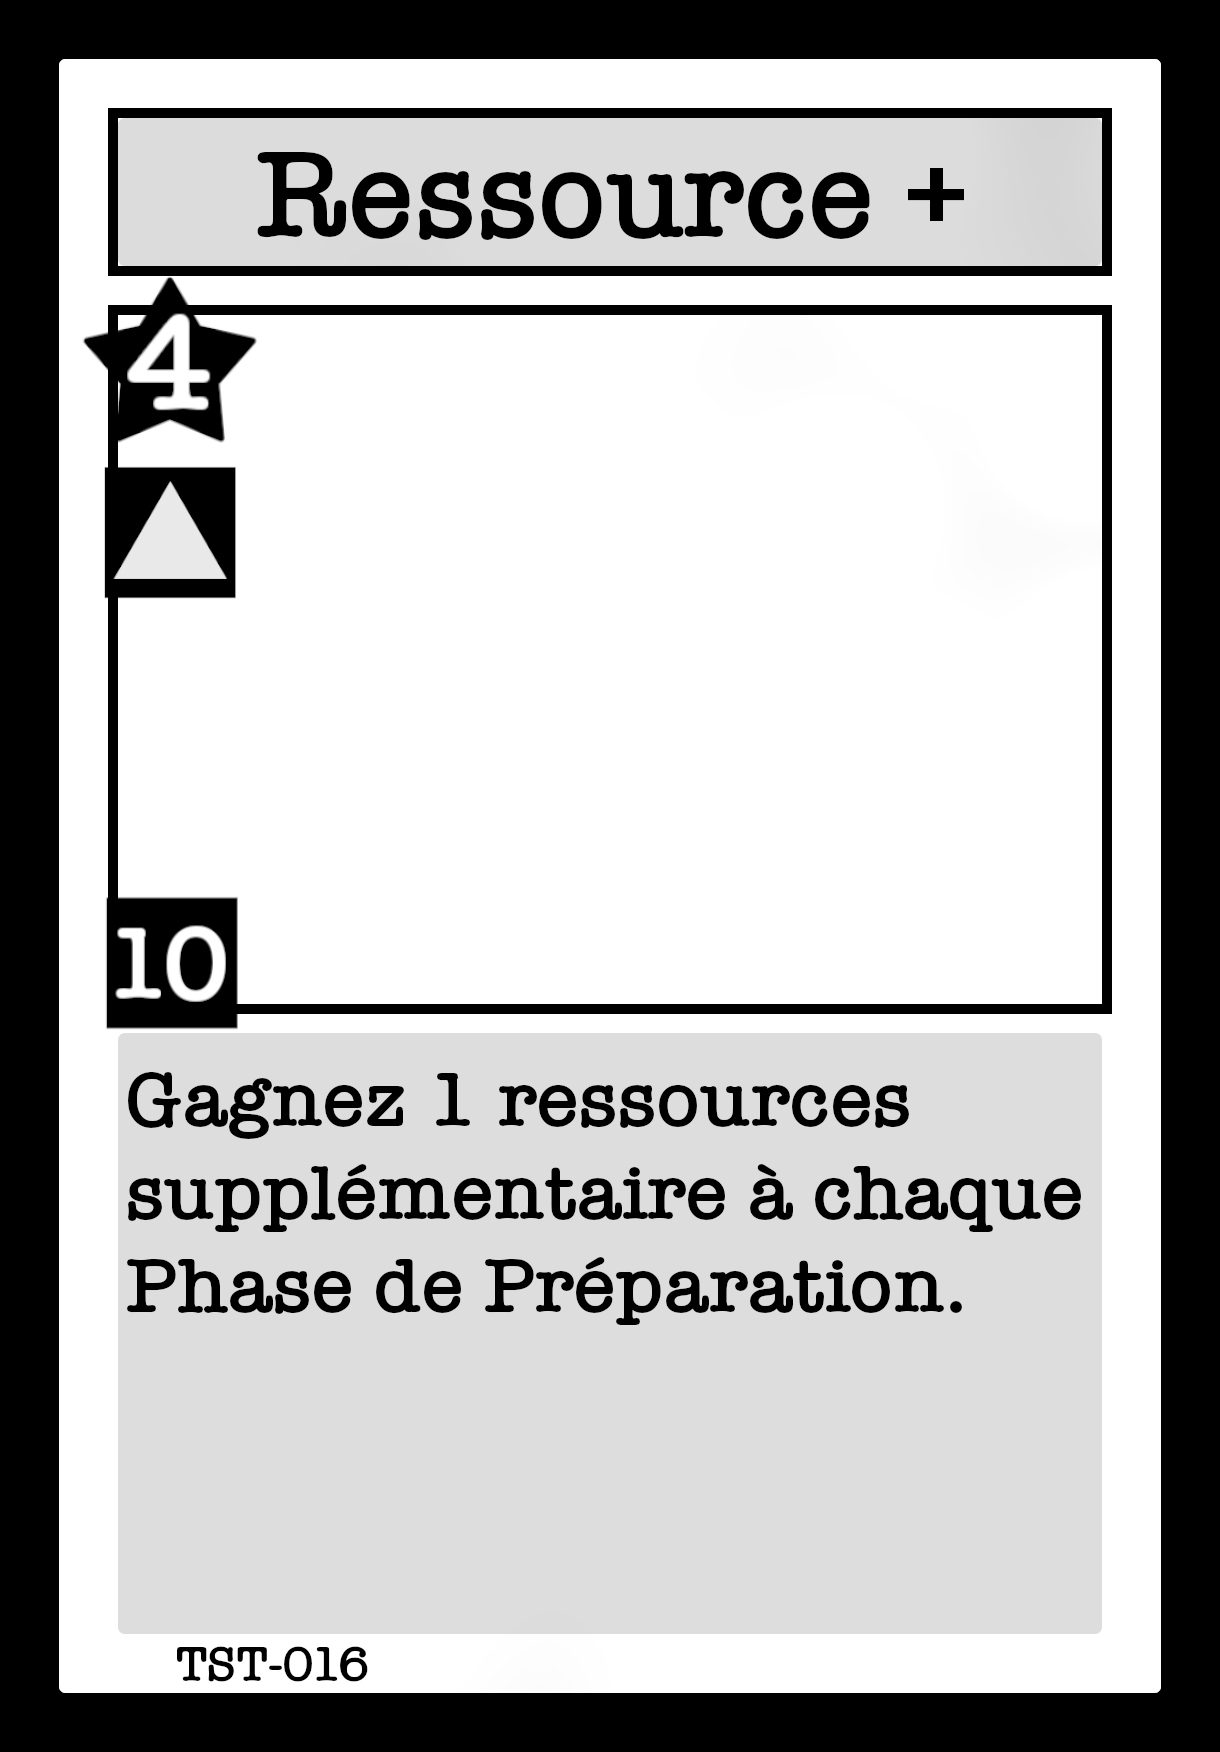 Ressource +
4
10
Gagnez 1 ressources
supplémentaire à chaque
Phase de Préparation.
TST-016